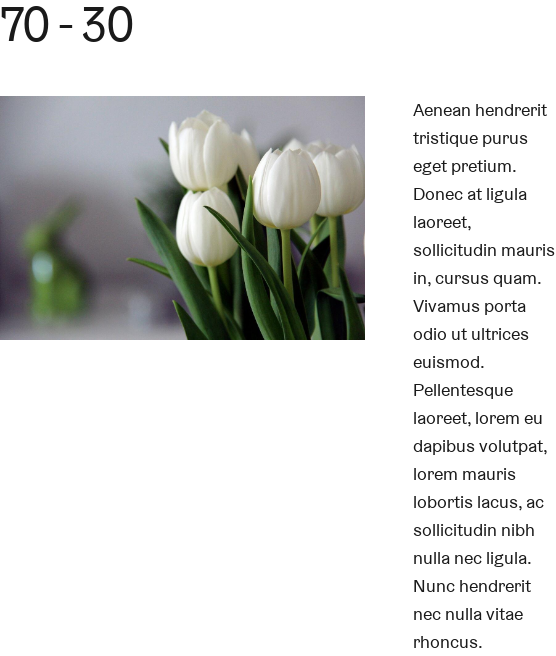 70 - 30
Aenean hendrerit
tristique purus
eget pretium.
Donec at ligula
laoreet,
sollicitudin mauris
in, cursus quam.
Vivamus porta
odio ut ultrices
euismod.
Pellentesque
laoreet, lorem eu
dapibus volutpat,
lorem mauris
lobortis lacus, ac
sollicitudin nibh
nulla nec ligula.
Nunc hendrerit
nec nulla vitae
rhoncus.